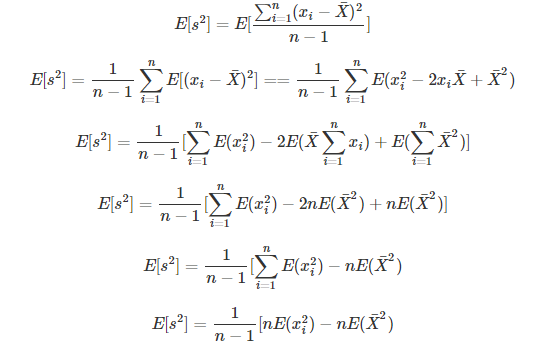 $E[s^2] = E[\frac{\sum_{i=1}^{n}(x_i - \bar{X})^2}{n-1}]$
$E[s^2] = \frac{1}{n-1}\sum_{i=1}^{n}E[(x_i - \bar{X})^2] == \frac{1}{n-1}\sum_{i=1}^{n}E(x_i^2 - 2x_i\bar{X} + \bar{X}^2)$
$E[s^2] = \frac{1}{n-1}[\sum_{i=1}^{n}E(x_i^2) - 2E(\bar{X}\sum_{i=1}^{n}x_i) + E(\sum_{i=1}^{n}\bar{X}^2)]$
$E[s^2] = \frac{1}{n-1}[\sum_{i=1}^{n}E(x_i^2) - 2nE(\bar{X}^2) + nE(\bar{X}^2)]$
$E[s^2] = \frac{1}{n-1}[\sum_{i=1}^{n}E(x_i^2) - nE(\bar{X}^2)$
$E[s^2] = \frac{1}{n-1}[nE(x_i^2) - nE(\bar{X}^2)$